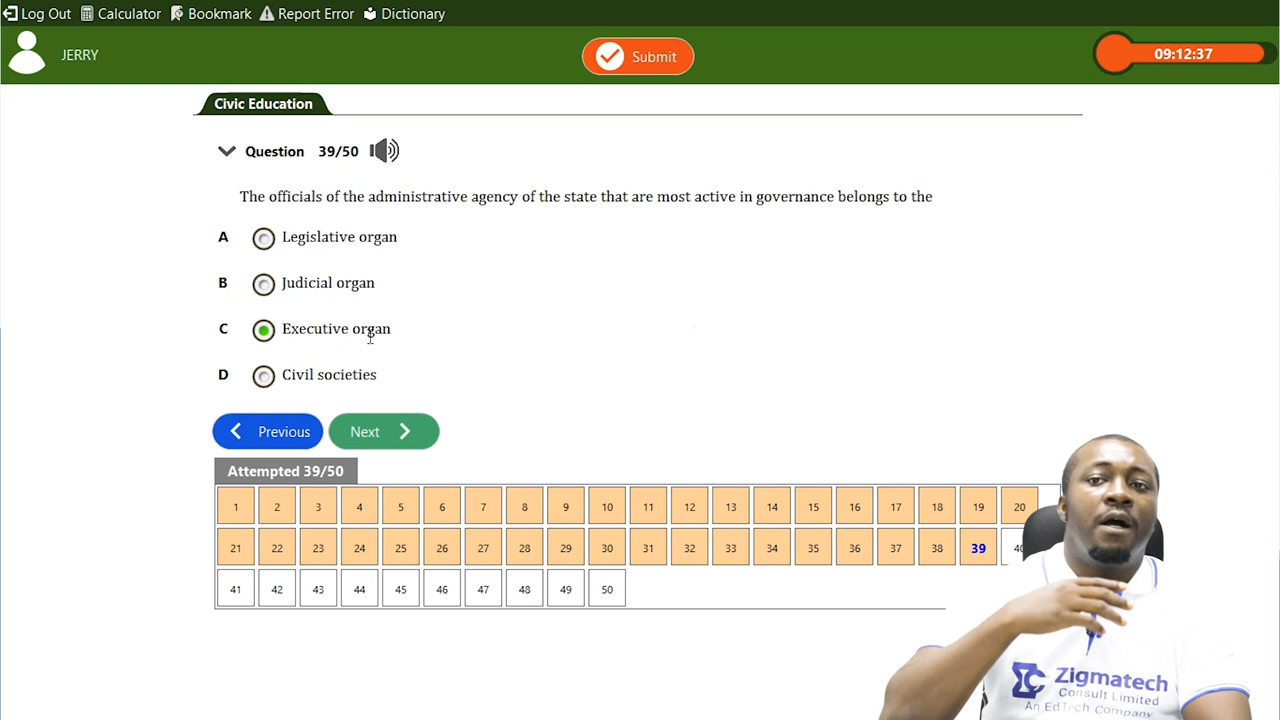 Log Out Calculator Bookmark Report Error Dictionary
JERRY Submit 09:12:37
Civic Education
Question 39/50
The officials of the administrative agency of the state that are most active in governance belongs to the
A Legislative organ
B Judicial organ
C Executive organ
D Civil societies
Previous Next
Attempted 39/50
1 2 3 4 5 6 7 8 9 10 11 12 13 14 15 16 17 18 19 20
21 22 23 24 25 26 27 28 29 30 31 32 33 34 35 36 37 38 39 40
41 42 43 44 45 46 47 48 49 50
Zigmatech
Consult Limited
An EdTech Company